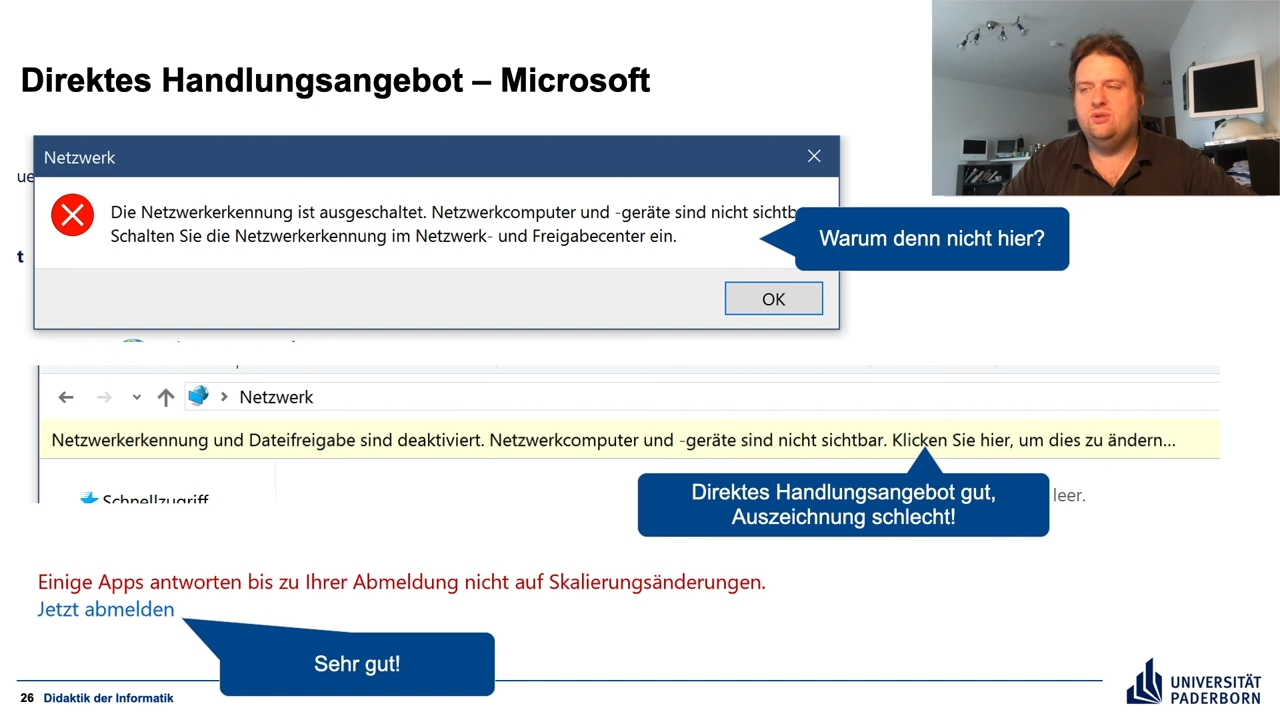 Direktes Handlungsangebot – Microsoft
Netzwerk
ue
Die Netzwerkerkennung ist ausgeschaltet. Netzwerkcomputer und -geräte sind nicht sichtb
Schalten Sie die Netzwerkerkennung im Netzwerk- und Freigabecenter ein.
Warum denn nicht hier?
t
OK
Netzwerk
Netzwerkerkennung und Dateifreigabe sind deaktiviert. Netzwerkcomputer und -geräte sind nicht sichtbar. Klicken Sie hier, um dies zu ändern...
Schnellzugriff
leer.
Direktes Handlungsangebot gut,
Auszeichnung schlecht!
Einige Apps antworten bis zu Ihrer Abmeldung nicht auf Skalierungsänderungen.
Jetzt abmelden
Sehr gut!
26 Didaktik der Informatik
UNIVERSITÄT
PADERBORN